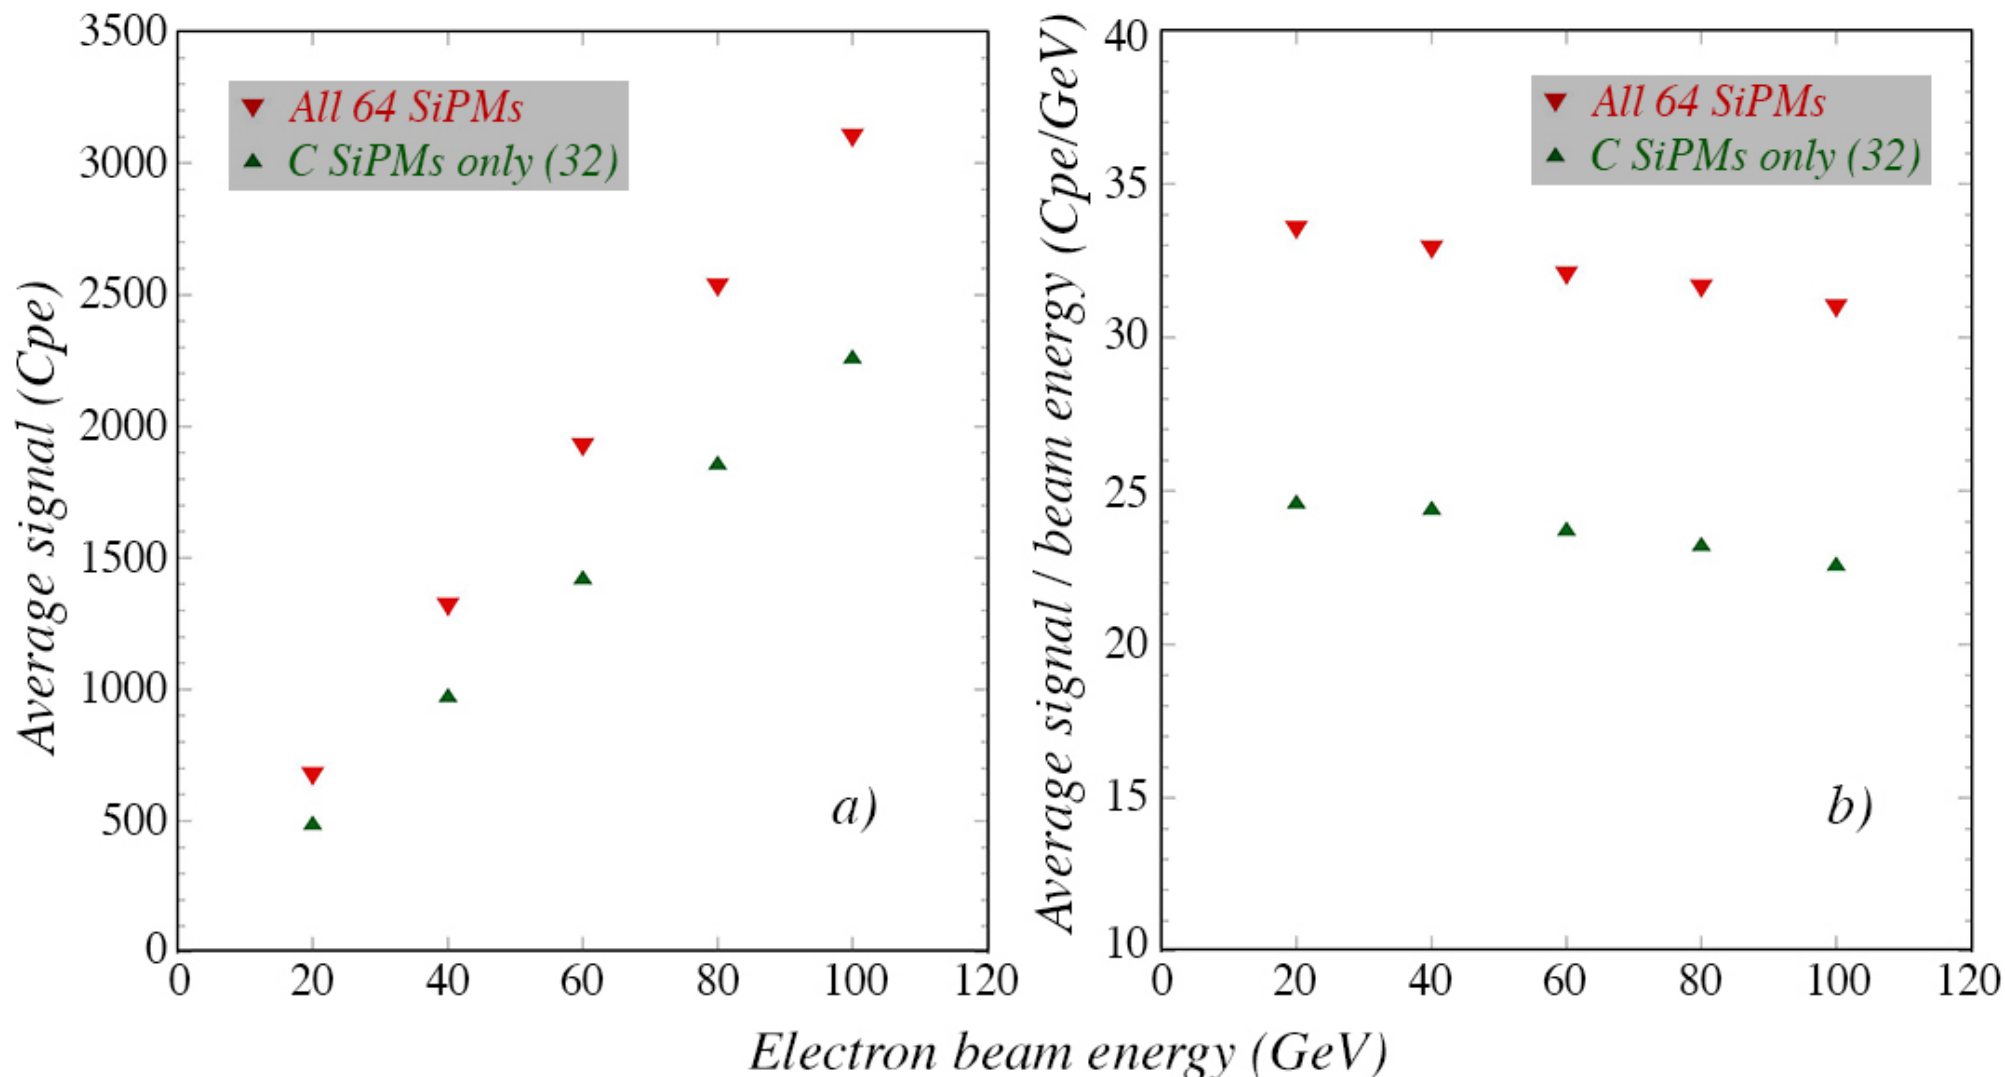 Average signal (Cpe)
3500
3000
2500
2000
1500
1000
500
0
All 64 SiPMs
C SiPMs only (32)
a)
0 20 40 60 80 100 120
Average signal / beam energy (Cpe/GeV)
40
35
30
25
20
15
10
All 64 SiPMs
C SiPMs only (32)
b)
0 20 40 60 80 100 120
Electron beam energy (GeV)